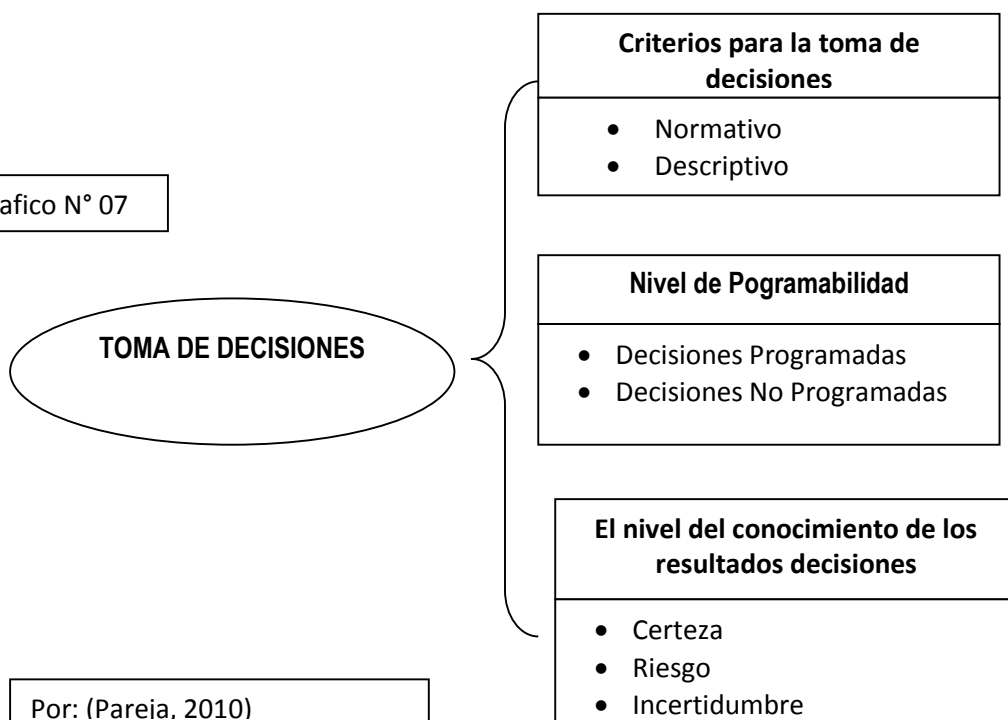 Criterios para la toma de
decisiones
• Normativo
• Descriptivo
afico N° 07
Nivel de Pogramabilidad
TOMA DE DECISIONES
• Decisiones Programadas
• Decisiones No Programadas
El nivel del conocimiento de los
resultados decisiones
• Certeza
• Riesgo
• Incertidumbre
Por: (Pareja, 2010)